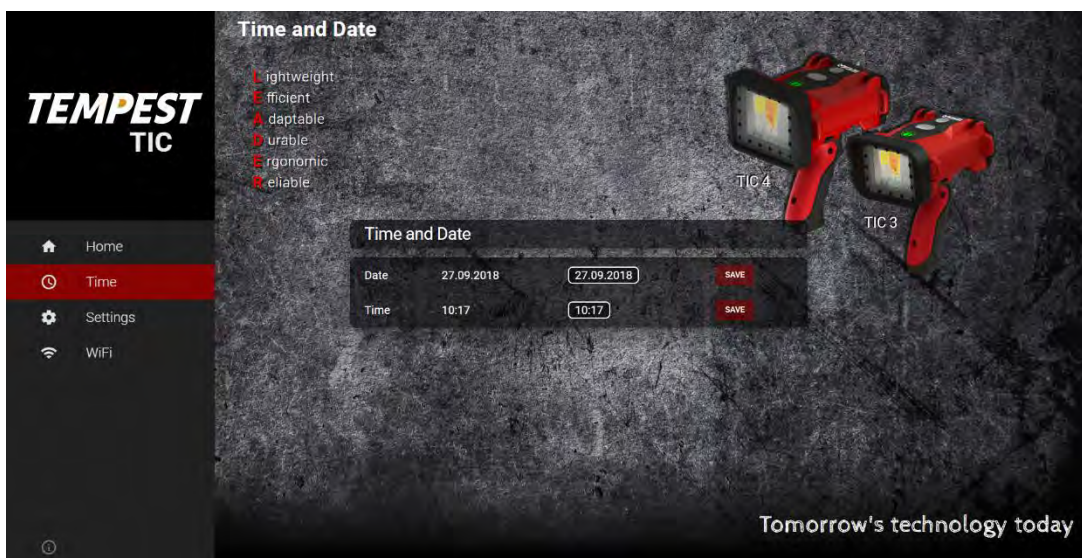 TEMPEST
TIC
Home
Time
Settings
WiFi
Time and Date
Lightweight
Efficient
Adaptable
Durable
Ergonomic
Reliable
TIC 4
TIC 3
Time and Date
Date 27.09.2018 27.09.2018 SAVE
Time 10:17 10:17 SAVE
Tomorrow's technology today